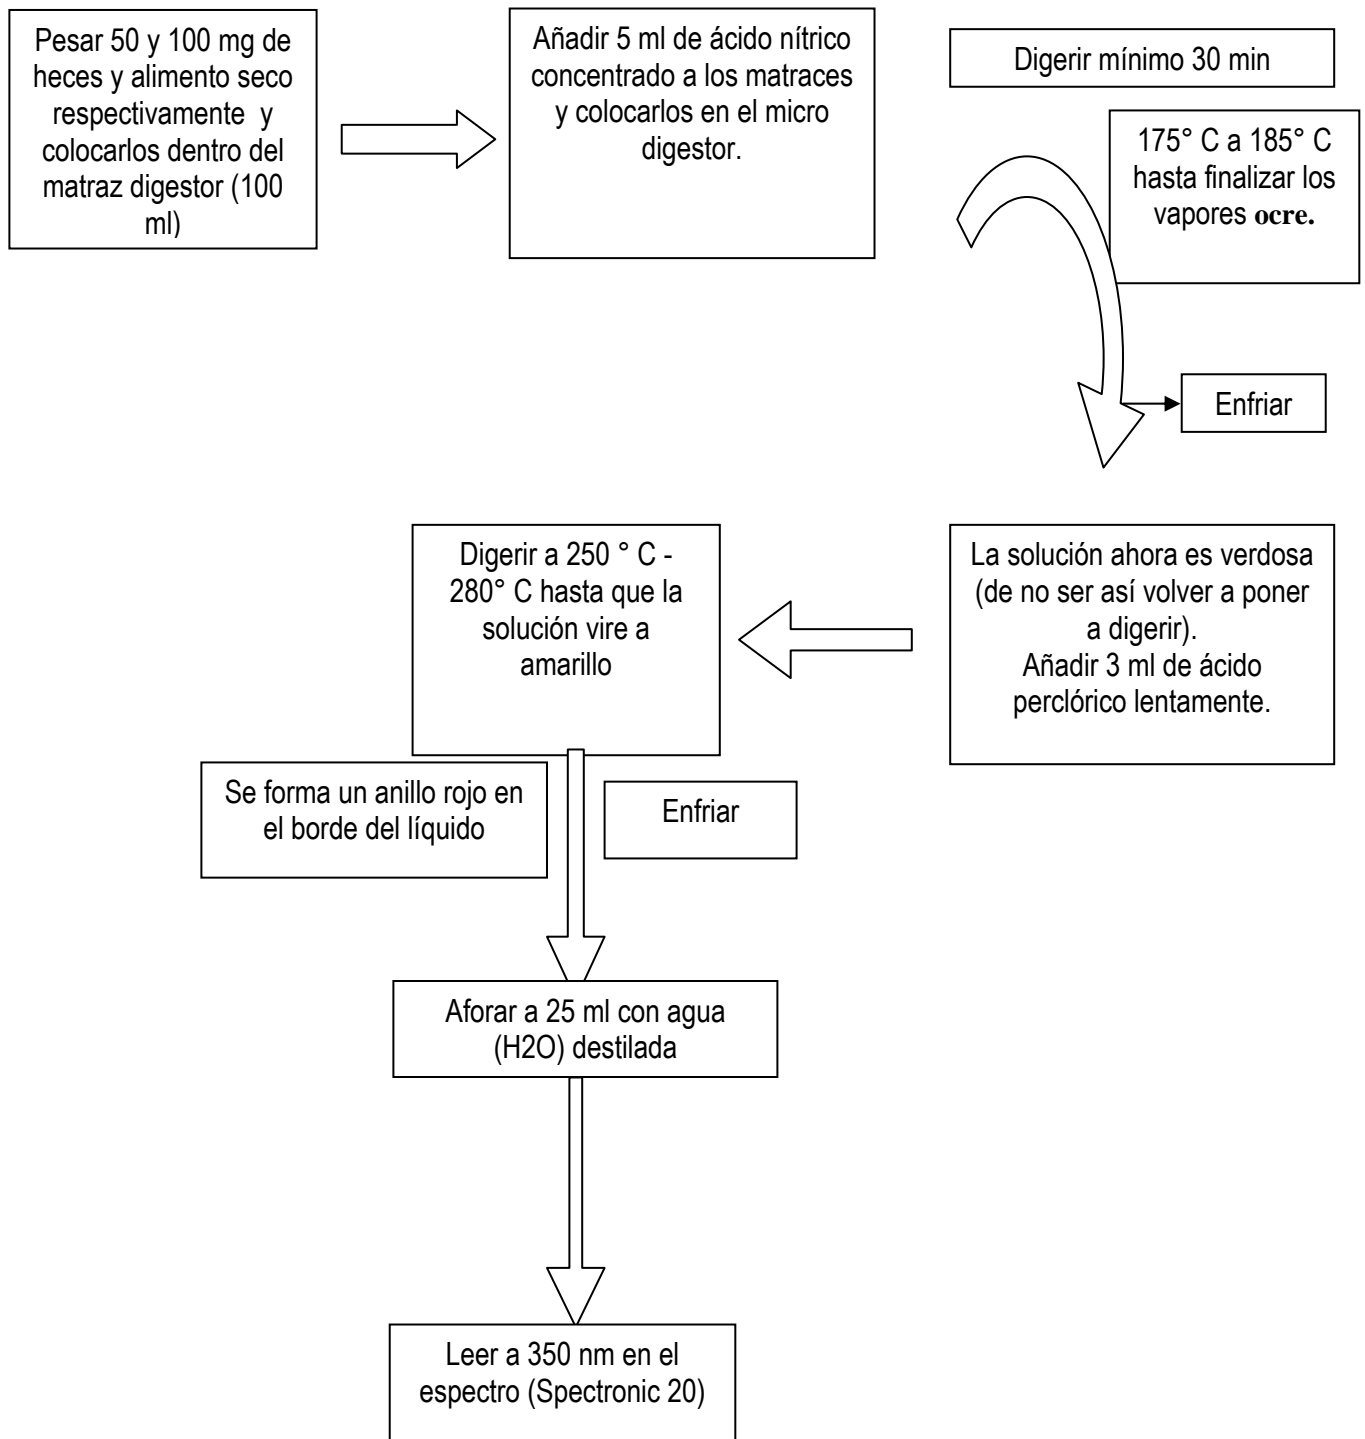 Pesar 50 y 100 mg de
heces y alimento seco
respectivamente y
colocarlos dentro del
matraz digestor (100
ml)
Añadir 5 ml de ácido nítrico
concentrado a los matraces
y colocarlos en el micro
digestor.
Digerir mínimo 30 min
175° C a 185° C
hasta finalizar los
vapores ocre.
Enfriar
La solución ahora es verdosa
(de no ser así volver a poner
a digerir).
Añadir 3 ml de ácido
perclórico lentamente.
Digerir a 250 ° C -
280° C hasta que la
solución vire a
amarillo
Se forma un anillo rojo en
el borde del líquido
Enfriar
Aforar a 25 ml con agua
(H2O) destilada
Leer a 350 nm en el
espectro (Spectronic 20)